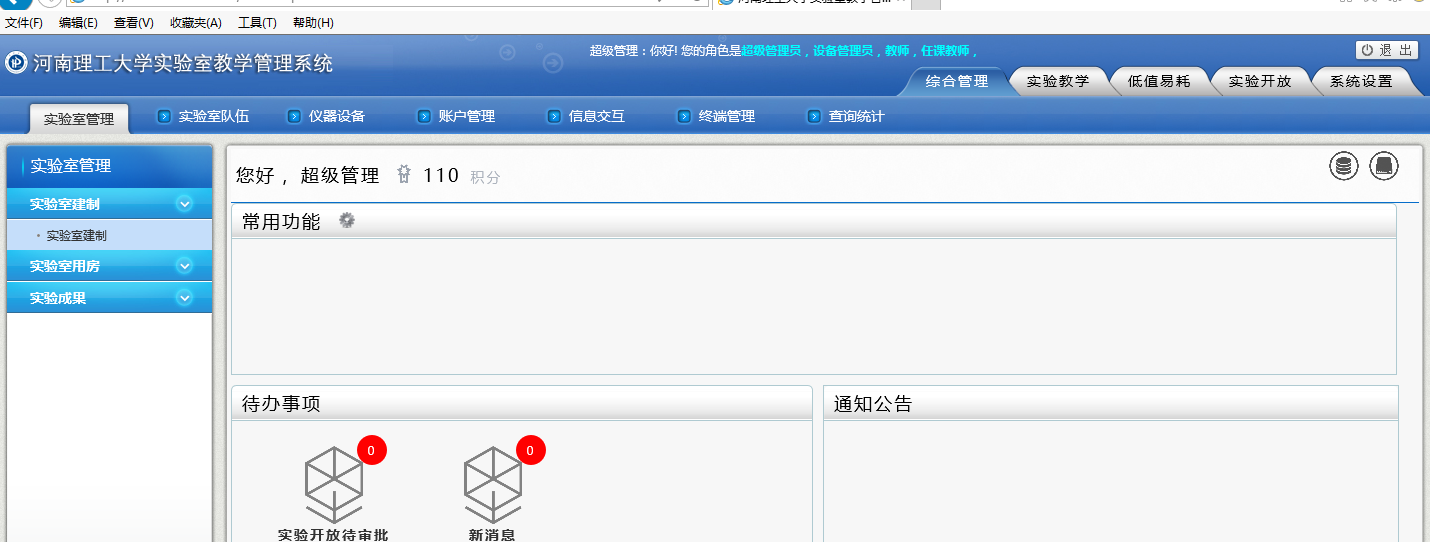 文件(F) 编辑(E) 查看(V) 收藏夹(A) 工具(T) 帮助(H)
超级管理：你好! 您的角色是超级管理员，设备管理员，教师，任课教师，
退 出
河南理工大学实验室教学管理系统
综合管理 实验教学 低值易耗 实验开放 系统设置
实验室管理 实验室队伍 仪器设备 账户管理 信息交互 终端管理 查询统计
实验室管理
实验室建制
实验室建制
实验室用房
实验成果
您好， 超级管理 110 积分
常用功能
待办事项
0 0
实验开放待审批 新消息
通知公告